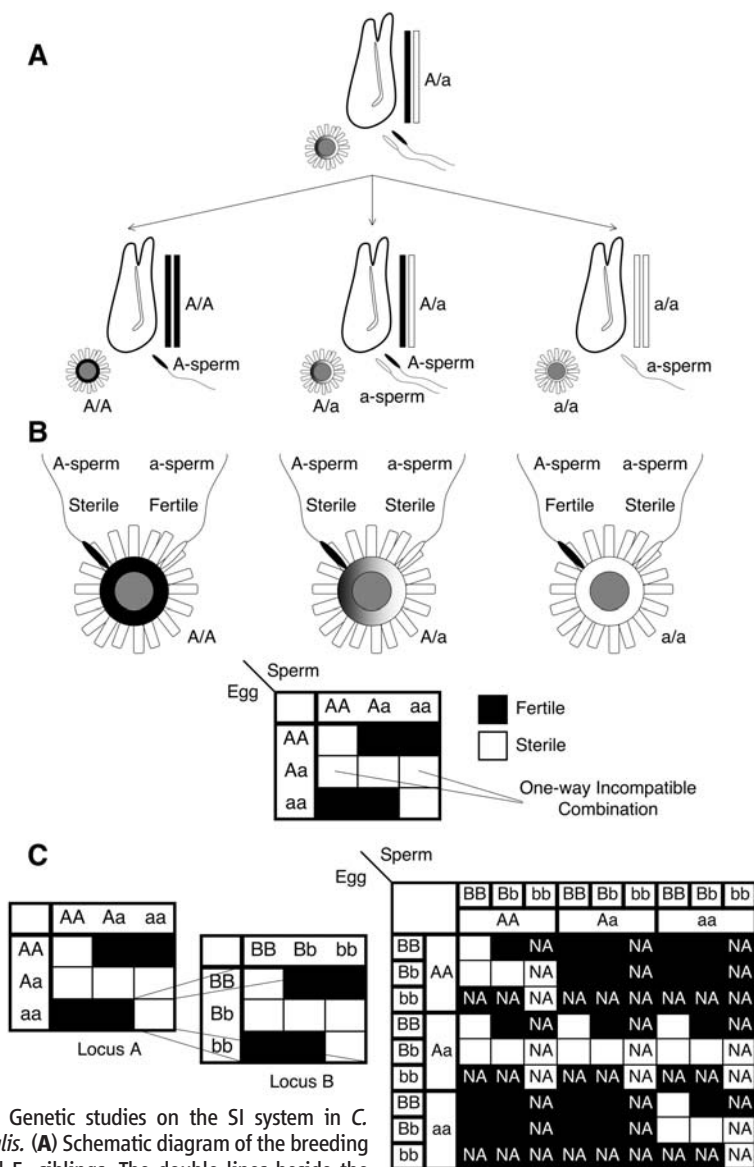 A
A/a
A/A
A/a
a/a
A-sperm
A-sperm
a-sperm
a-sperm
A/A
A/a
a/a
B
A-sperm a-sperm A-sperm a-sperm A-sperm a-sperm
Sterile Fertile Sterile Sterile Fertile Sterile
A/A
A/a
a/a
Sperm
Egg
AA Aa aa
AA
Aa
aa
Fertile
Sterile
One-way Incompatible
Combination
C
AA Aa aa
AA
Aa
aa
Locus A
BB Bb bb
BB
Bb
bb
Locus B
Sperm
Egg
BB Bb bb BB Bb bb BB Bb bb
AA Aa aa
BB NA NA NA
Bb AA NA NA NA
bb NA NA NA NA NA NA NA NA NA
BB NA NA NA
Bb Aa NA NA NA
bb NA NA NA NA NA NA NA NA NA
BB NA NA NA
Bb aa NA NA NA
bb NA NA NA NA NA NA NA NA NA
Genetic studies on the SI system in C.
alis. (A) Schematic diagram of the breeding
siblings. The double lines beside the